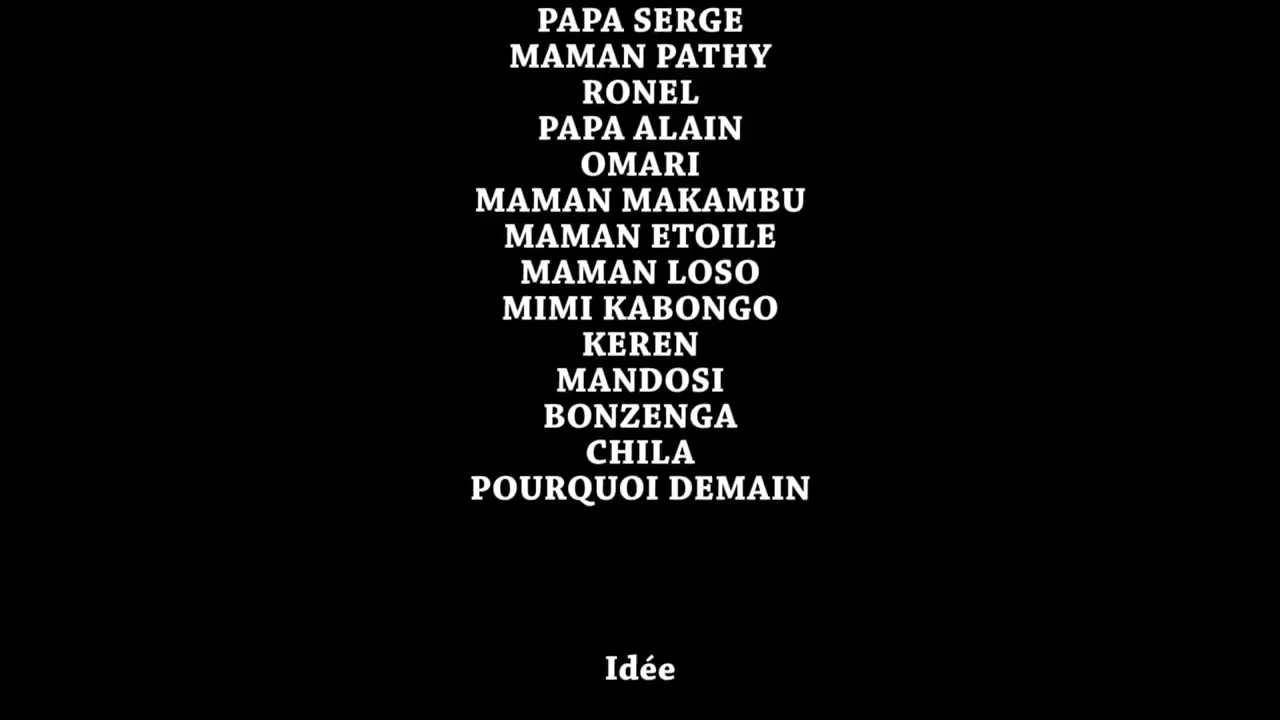 PAPA SERGE
MAMAN PATHY
RONEL
PAPA ALAIN
OMARI
MAMAN MAKAMBU
MAMAN ETOILE
MAMAN LOSO
MIMI KABONGO
KEREN
MANDOSI
BONZENGA
CHILA
POURQUOI DEMAIN
Idée